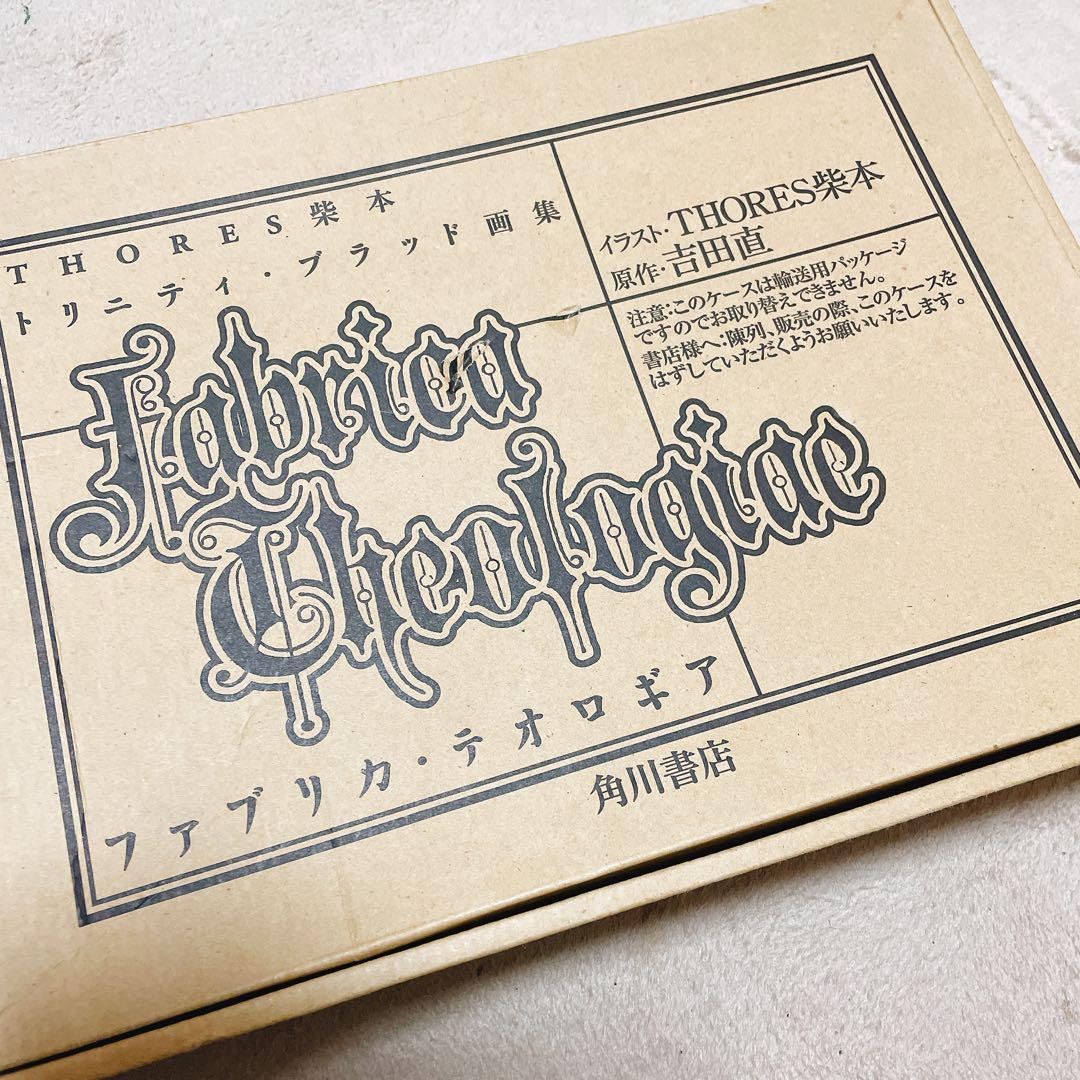 THORES柴本
トリニティ・ブラッド画集
Fabrica
Theologiae
ファブリカ・テオロギア
イラスト・THORES柴本
原作・吉田直
注意:このケースは輸送用パッケージ
ですのでお取り替えできません。
書店様へ:陳列、販売の際、このケースを
はずしていただくようお願いいたします。
角川書店